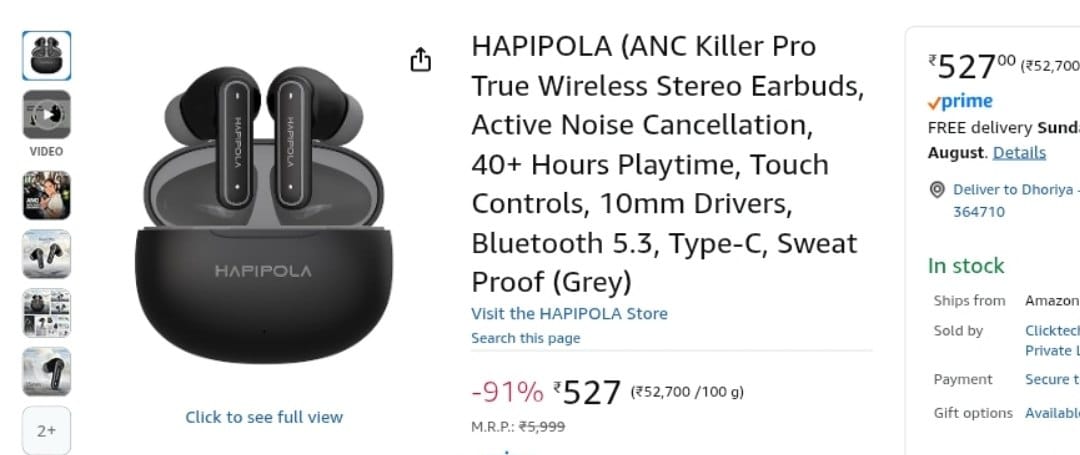 HAPIPOLA (ANC Killer Pro
True Wireless Stereo Earbuds,
Active Noise Cancellation,
40+ Hours Playtime, Touch
Controls, 10mm Drivers,
Bluetooth 5.3, Type-C, Sweat
Proof (Grey)
Visit the HAPIPOLA Store
Search this page
-91% ₹527 (₹52,700 /100 g)
M.R.P.: ₹5,999
VIDEO
2+
HAPIPOLA
HAPIPOLA
HAPIPOLA
Click to see full view
₹52700 (₹52,700
prime
FREE delivery
August. Details
Deliver to Dhoriya -
364710
In stock
Ships from Amazon
Sold by
Private
Payment Secure
Gift options